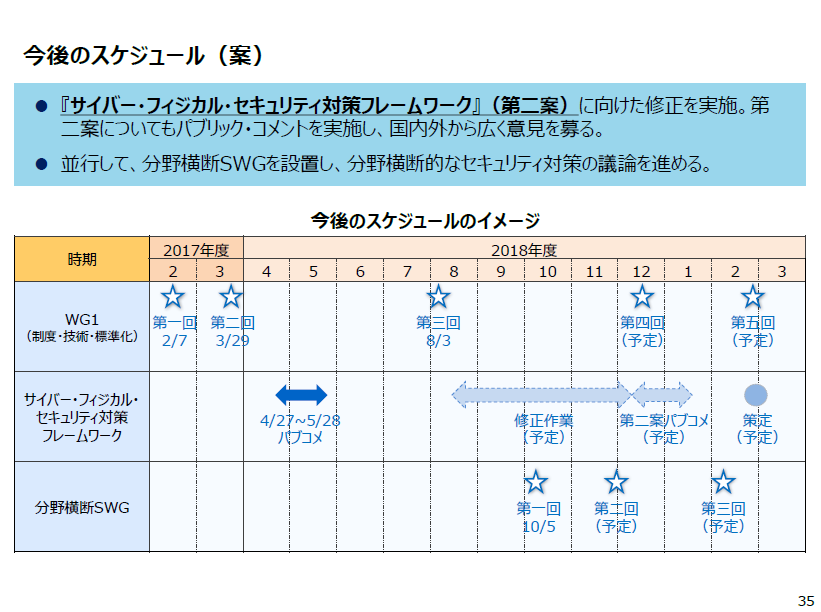 今後のスケジュール（案）
● 『サイバー・フィジカル・セキュリティ対策フレームワーク』（第二案）に向けた修正を実施。第
二案についてもパブリック・コメントを実施し、国内外から広く意見を募る。
● 並行して、分野横断SWGを設置し、分野横断的なセキュリティ対策の議論を進める。
今後のスケジュールのイメージ
時期
2017年度 2018年度
2 3 4 5 6 7 8 9 10 11 12 1 2 3
WG1
（制度・技術・標準化）
第一回 第二回 第三回 第四回 第五回
2/7 3/29 8/3 （予定） （予定）
サイバー・フィジカル・
セキュリティ対策
フレームワーク
4/27~5/28 修正作業 第二案パブコメ 策定
パブコメ （予定） （予定） （予定）
分野横断SWG
第一回 第二回 第三回
10/5 （予定） （予定）
35